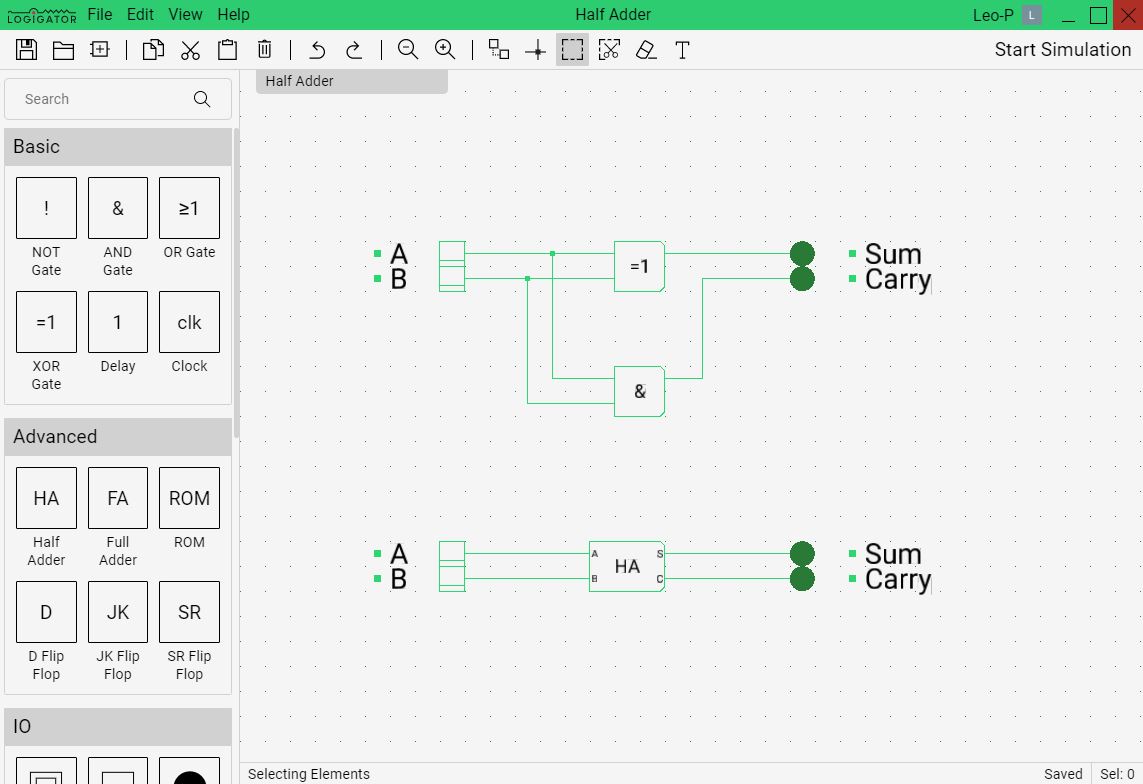 LOGIGATOR File Edit View Help Half Adder Leo-P L
Start Simulation
Half Adder
Search
Basic
! & ≥1
NOT Gate AND Gate OR Gate
=1 1 clk
XOR Gate Delay Clock
Advanced
HA FA ROM
Half Adder Full Adder ROM
D JK SR
D Flip Flop JK Flip Flop SR Flip Flop
IO
A =1 Sum
B Carry
&
A A HA S Sum
B B C Carry
Selecting Elements Saved Sel: 0